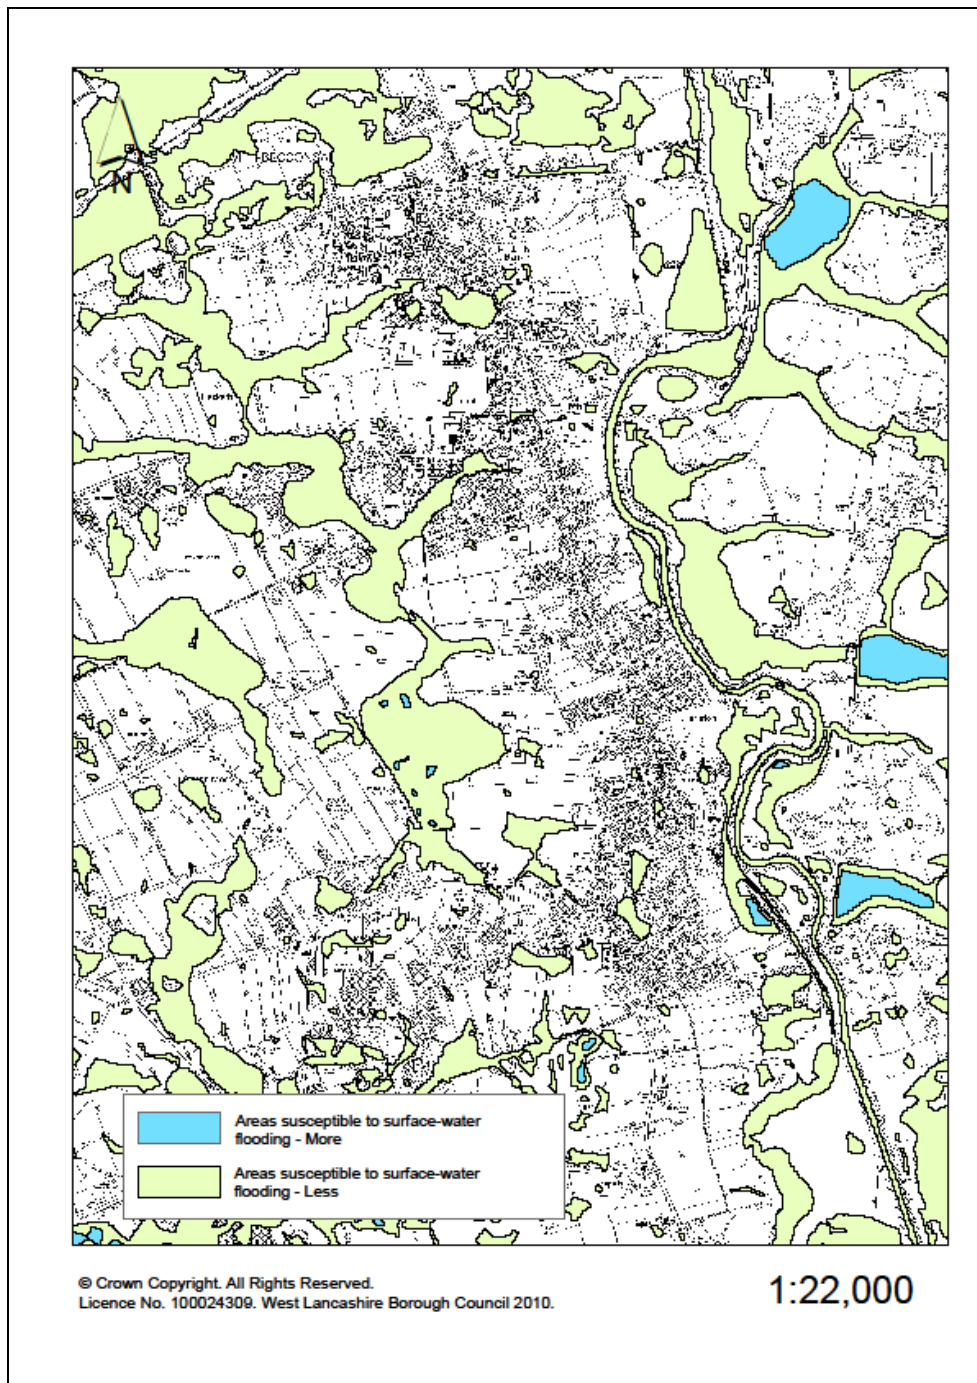 N
Areas susceptible to surface-water
flooding - More
Areas susceptible to surface-water
flooding - Less
© Crown Copyright. All Rights Reserved.
Licence No. 100024309. West Lancashire Borough Council 2010.
1:22,000